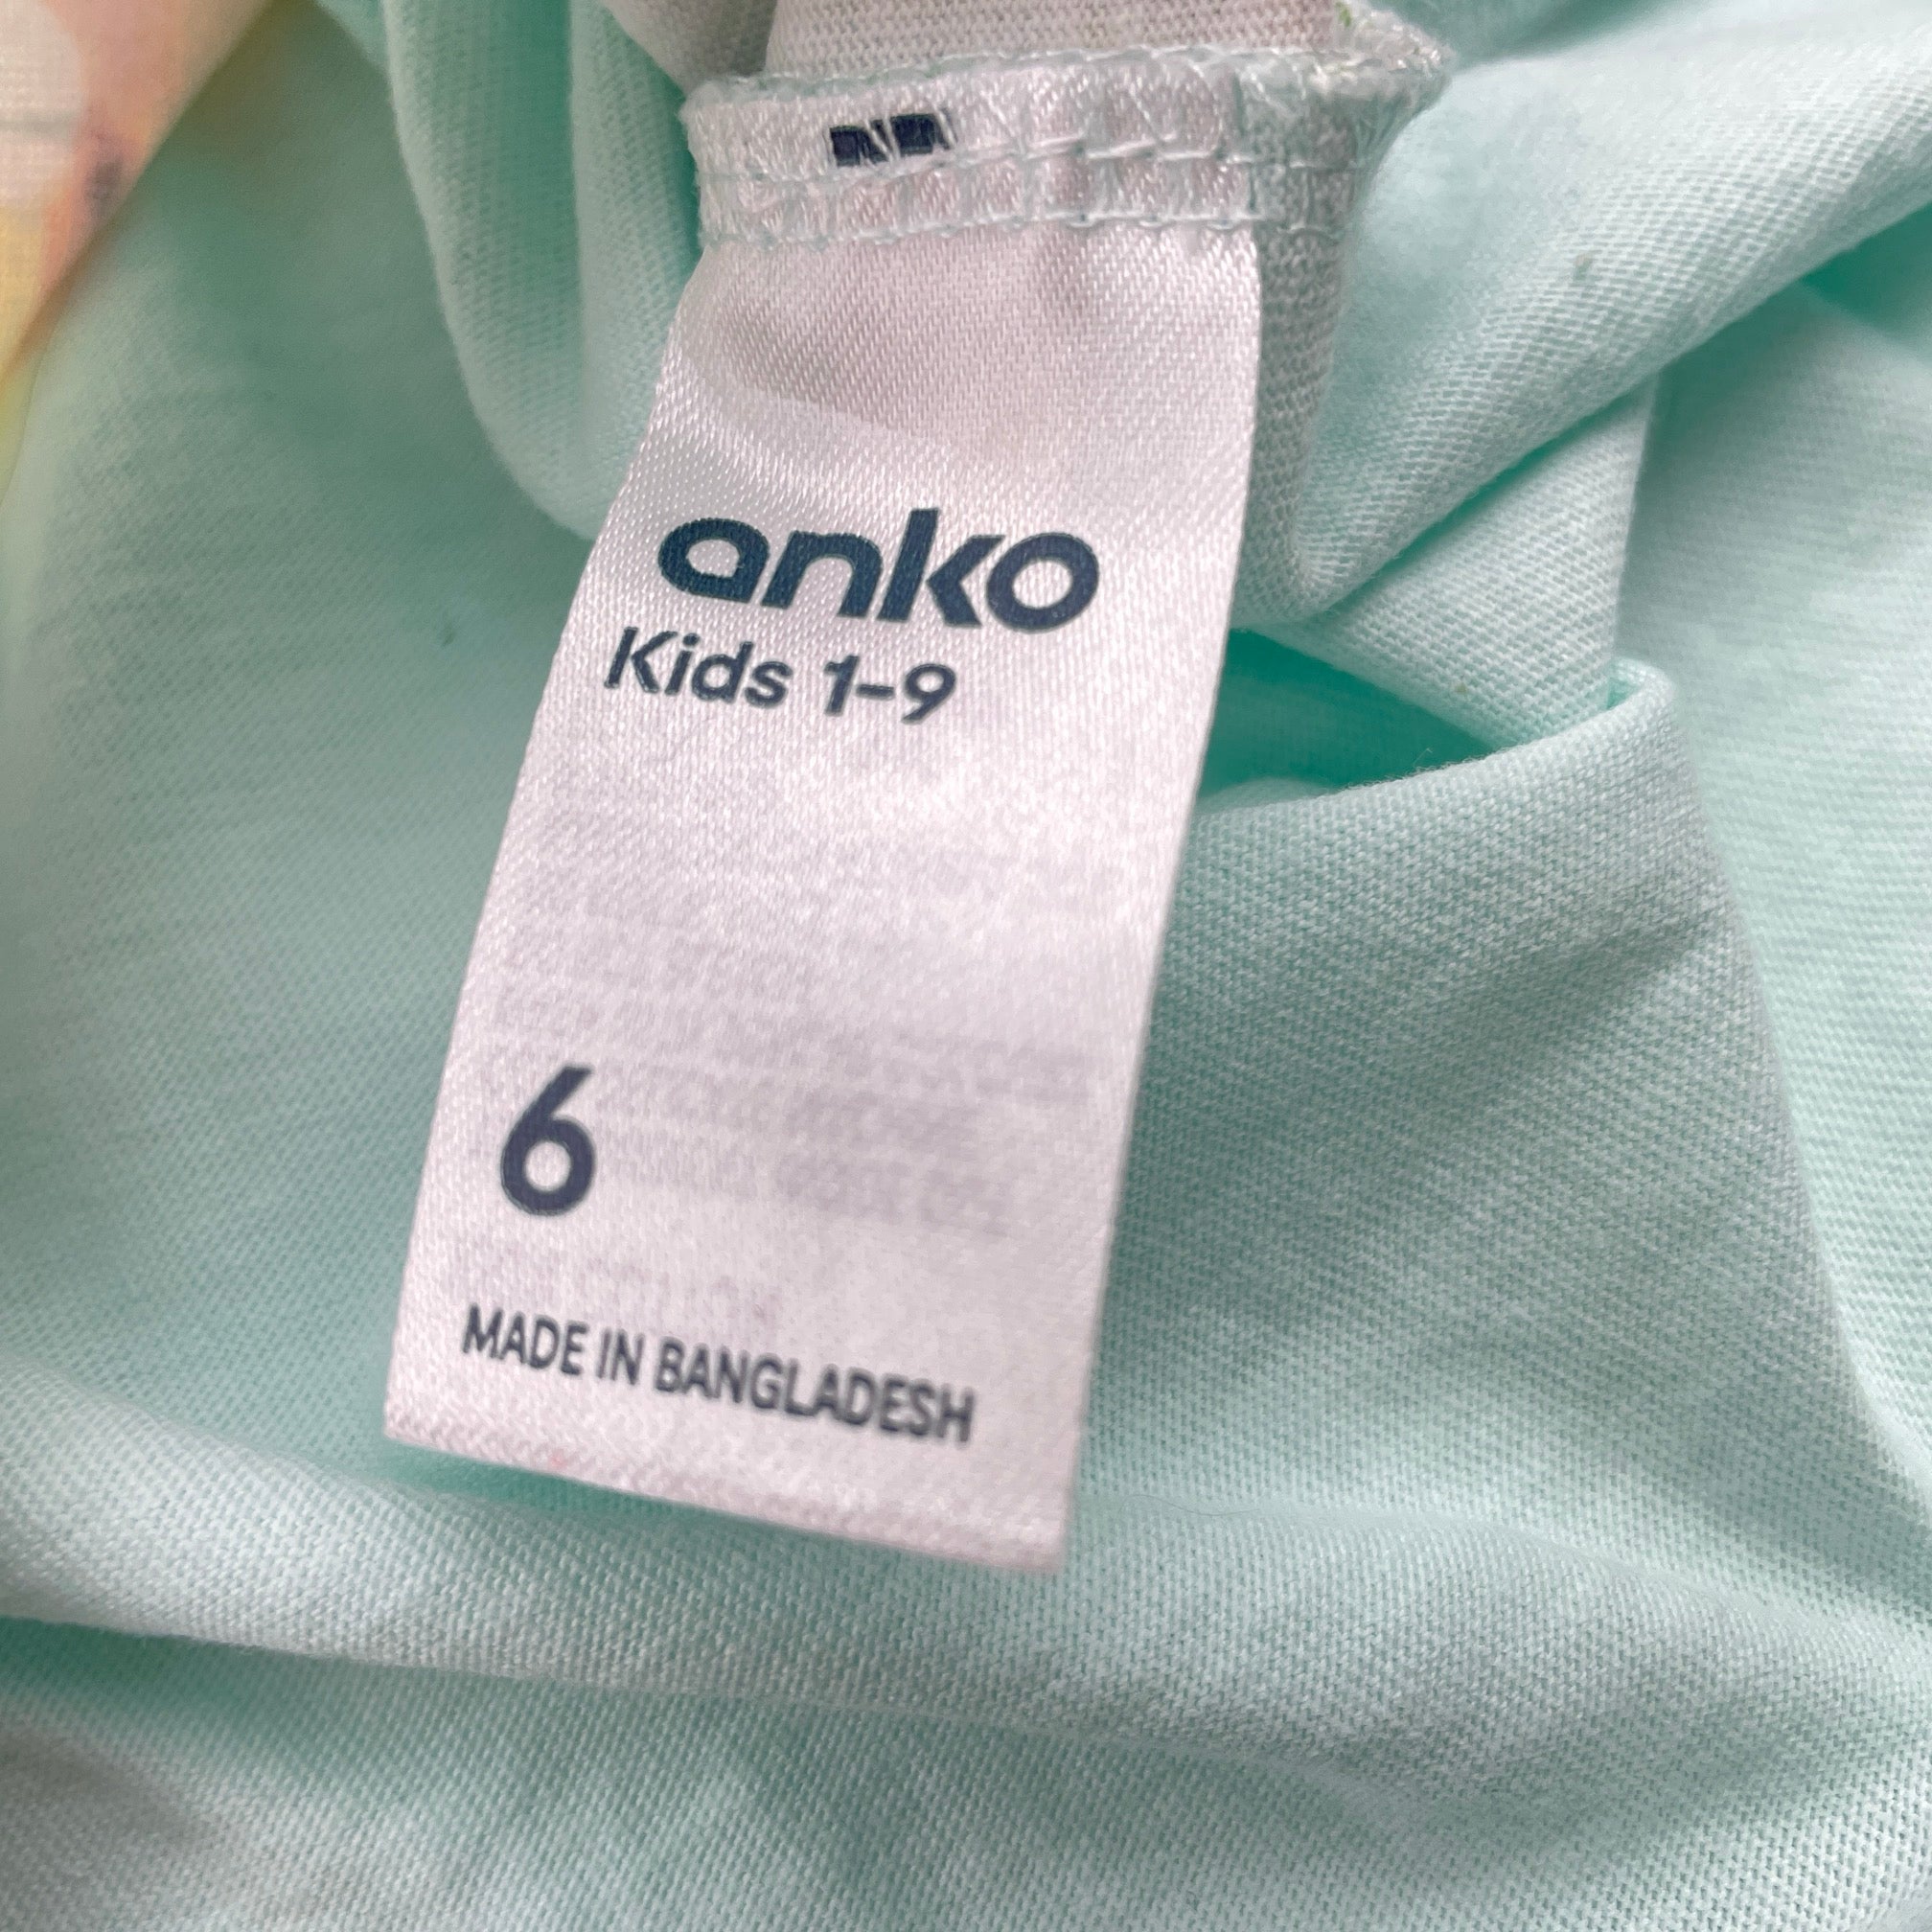 anko
Kids 1-9
6
MADE IN BANGLADESH